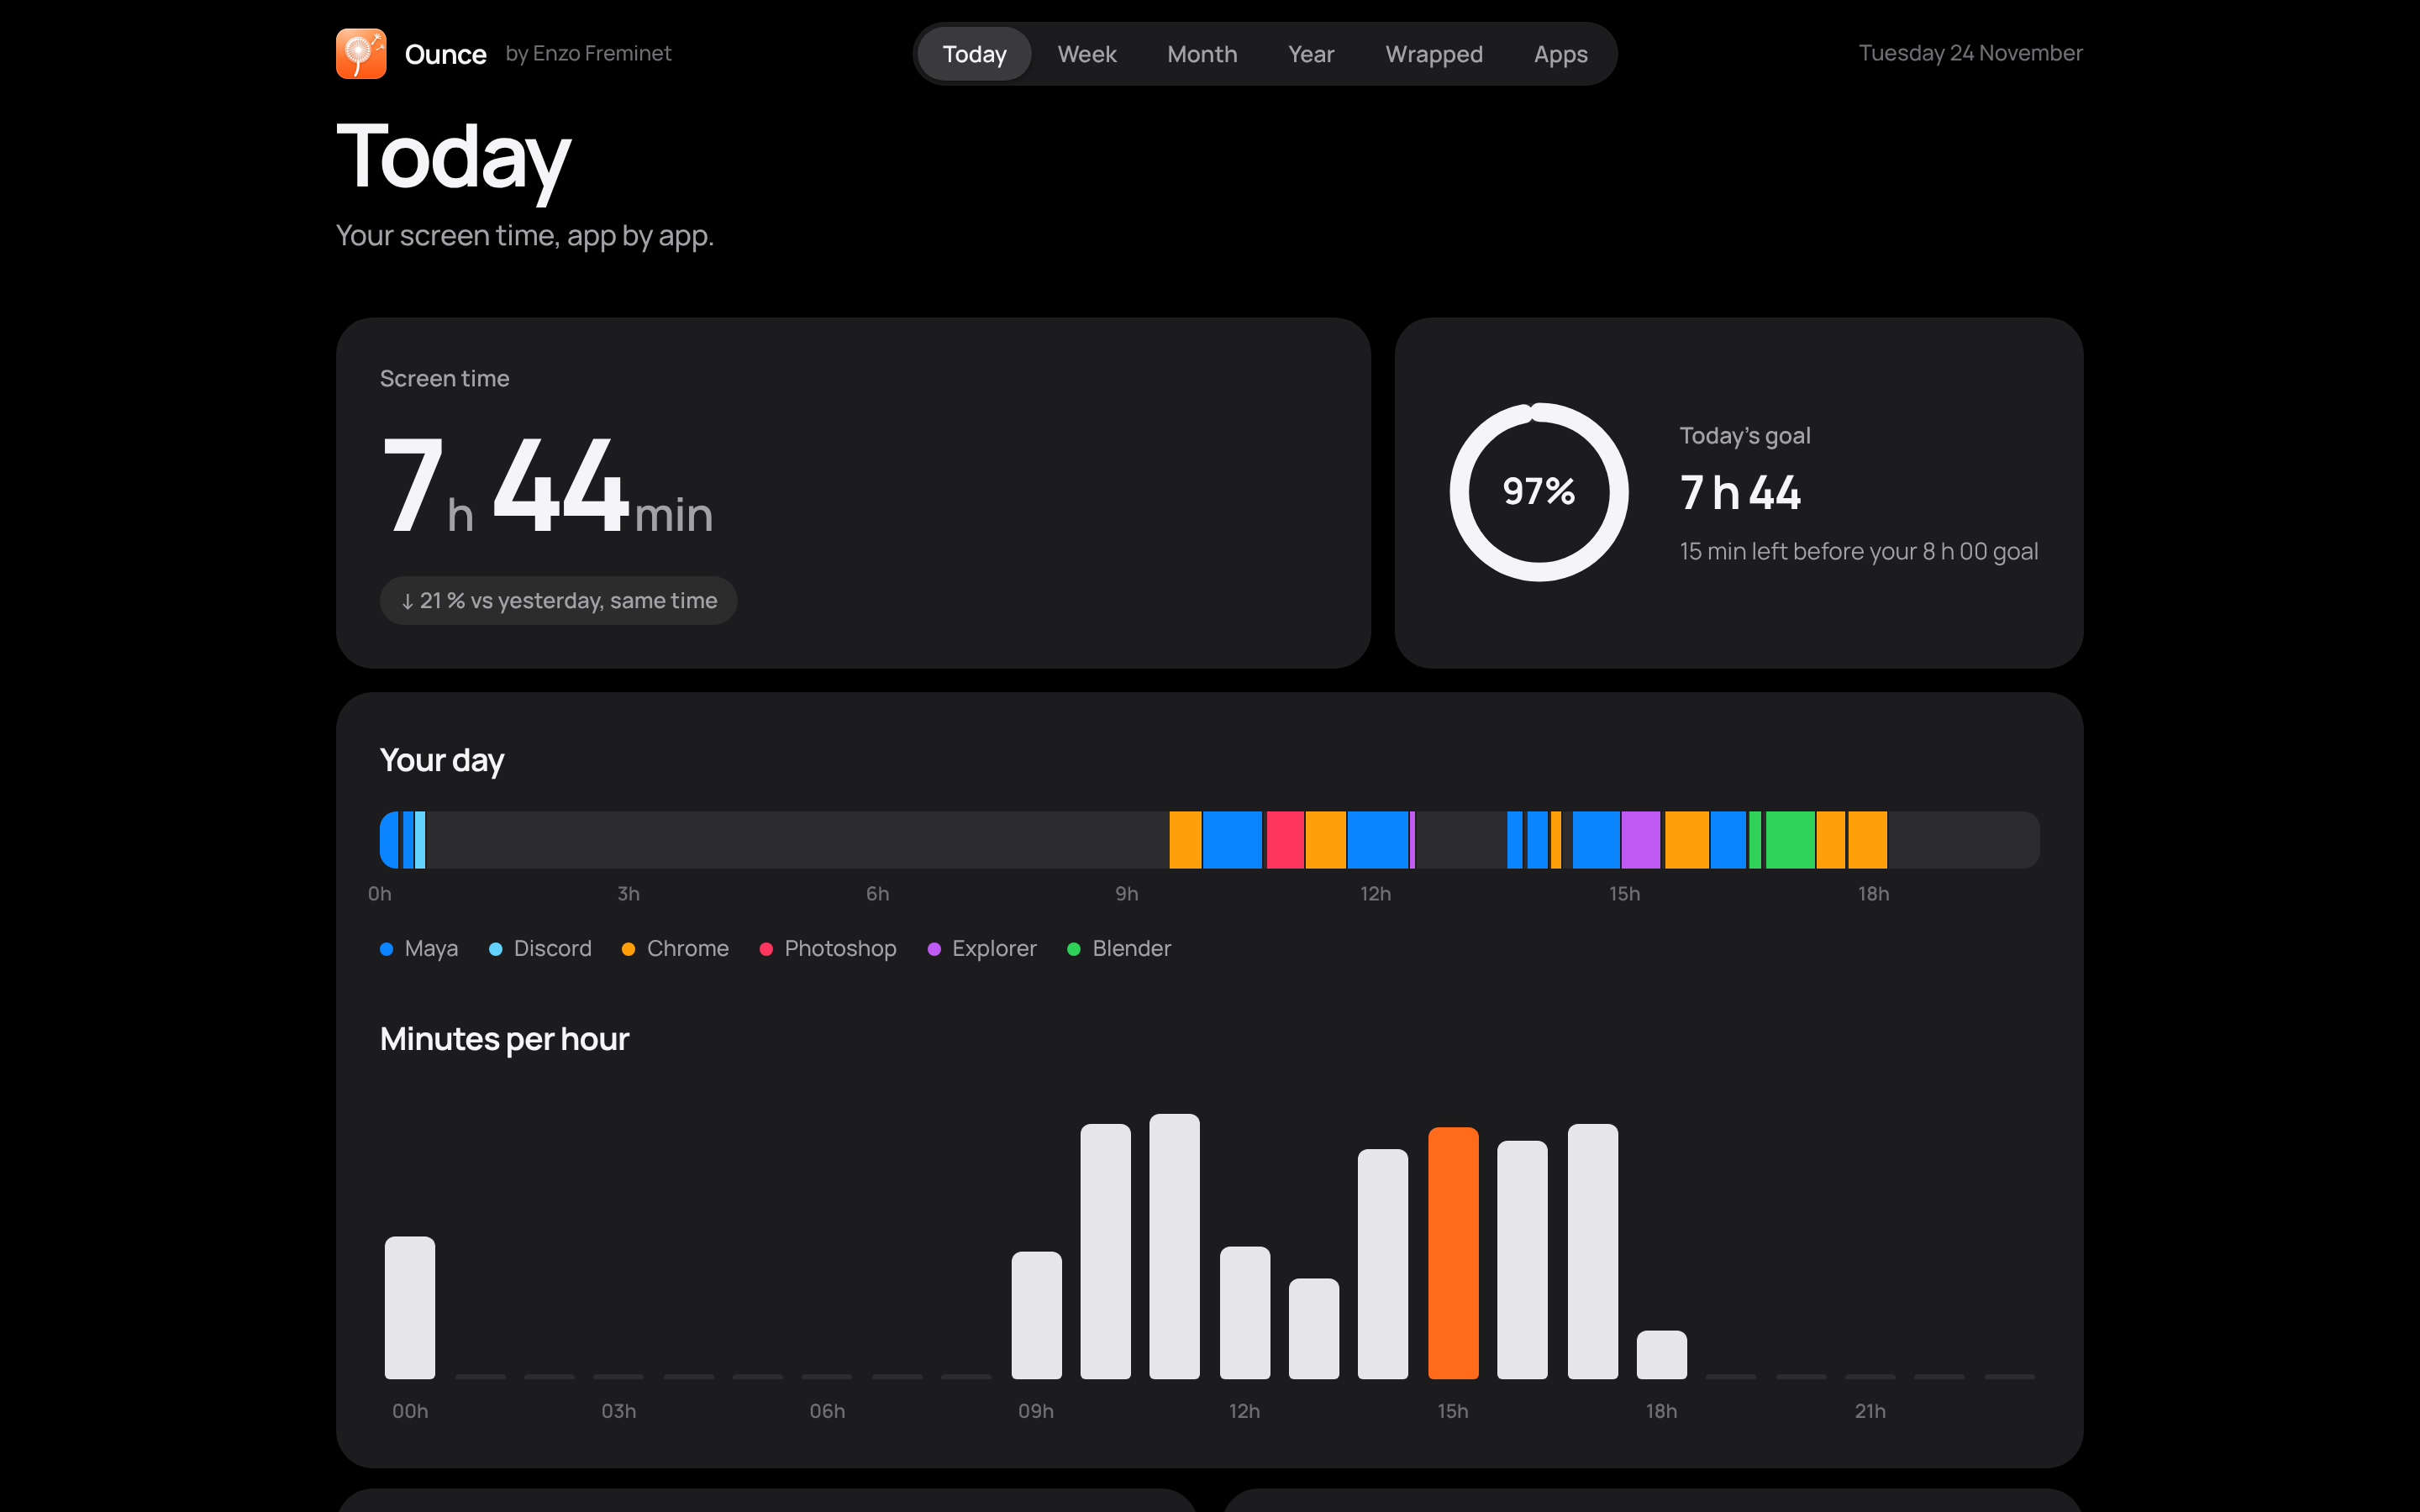 Ounce by Enzo Freminet
Today Week Month Year Wrapped Apps
Tuesday 24 November
Today
Your screen time, app by app.
Screen time
7 h 44 min
↓ 21 % vs yesterday, same time
97%
Today's goal
7 h 44
15 min left before your 8 h 00 goal
Your day
0h 3h 6h 9h 12h 15h 18h
Maya Discord Chrome Photoshop Explorer Blender
Minutes per hour
00h 03h 06h 09h 12h 15h 18h 21h